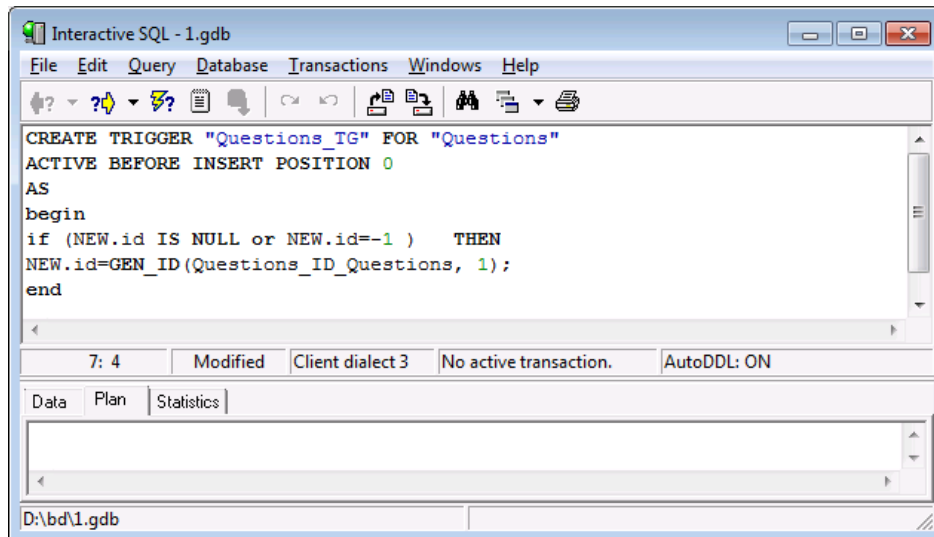 Interactive SQL - 1.gdb
File Edit Query Database Transactions Windows Help
CREATE TRIGGER "Questions_TG" FOR "Questions"
ACTIVE BEFORE INSERT POSITION 0
AS
begin
if (NEW.id IS NULL or NEW.id=-1 )   THEN
NEW.id=GEN_ID(Questions_ID_Questions, 1);
end
7: 4 Modified Client dialect 3 No active transaction. AutoDDL: ON
Data Plan Statistics
D:\bd\1.gdb